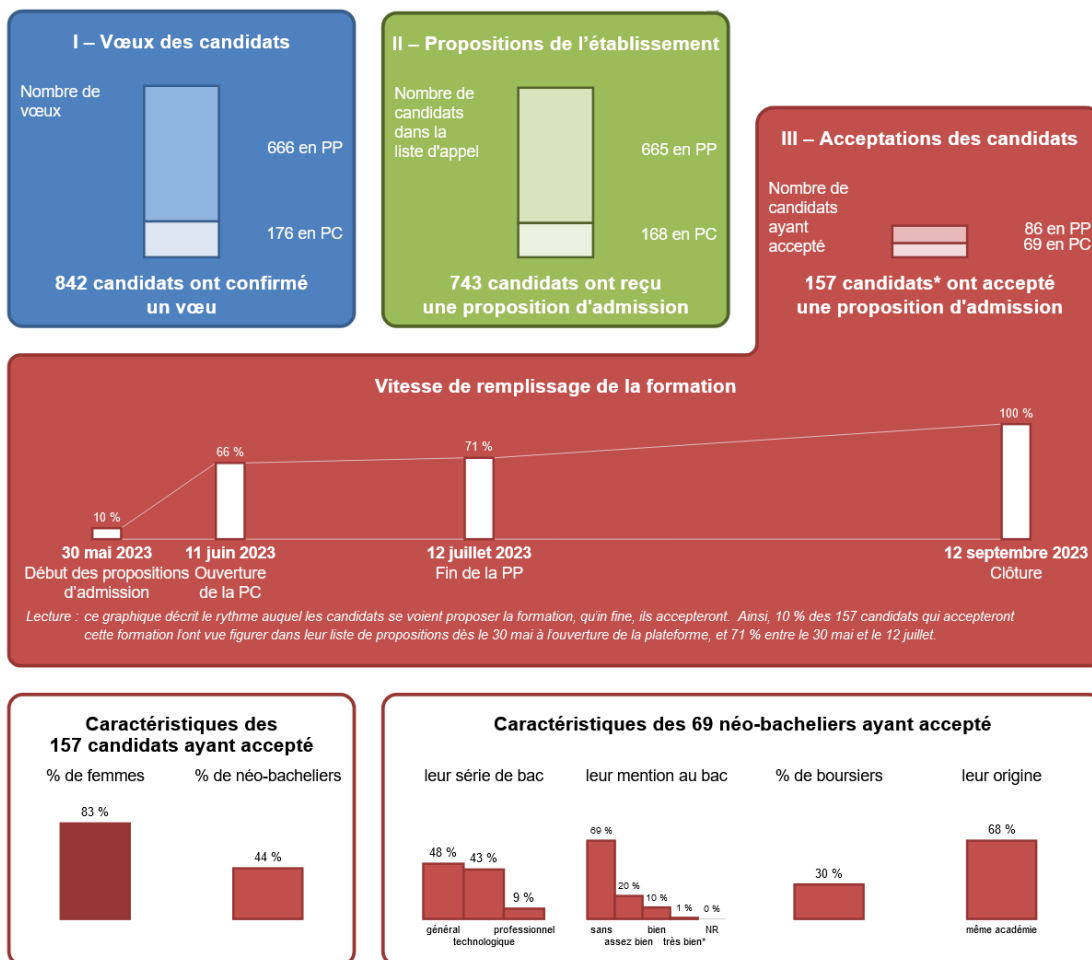 I – Vœux des candidats
Nombre de
vœux
666 en PP
176 en PC
842 candidats ont confirmé
un vœu
II – Propositions de l'établissement
Nombre de
candidats
dans la
liste d'appel
665 en PP
168 en PC
743 candidats ont reçu
une proposition d'admission
III – Acceptations des candidats
Nombre de
candidats
ayant
accepté
86 en PP
69 en PC
157 candidats* ont accepté
une proposition d'admission
Vitesse de remplissage de la formation
10 %
66 %
71 %
100 %
30 mai 2023
Début des propositions
d'admission
11 juin 2023
Ouverture
de la PC
12 juillet 2023
Fin de la PP
12 septembre 2023
Clôture
Lecture : ce graphique décrit le rythme auquel les candidats se voient proposer la formation, qu'in fine, ils accepteront. Ainsi, 10 % des 157 candidats qui accepteront
cette formation l'ont vue figurer dans leur liste de propositions dès le 30 mai à l'ouverture de la plateforme, et 71 % entre le 30 mai et le 12 juillet.
Caractéristiques des
157 candidats ayant accepté
% de femmes
% de néo-bacheliers
83 %
44 %
Caractéristiques des 69 néo-bacheliers ayant accepté
leur série de bac
48 %
43 %
9 %
général
technologique
professionnel
leur mention au bac
69 %
20 %
10 %
1 %
0 %
sans
assez bien
bien
très bien*
NR
% de boursiers
30 %
leur origine
68 %
même académie